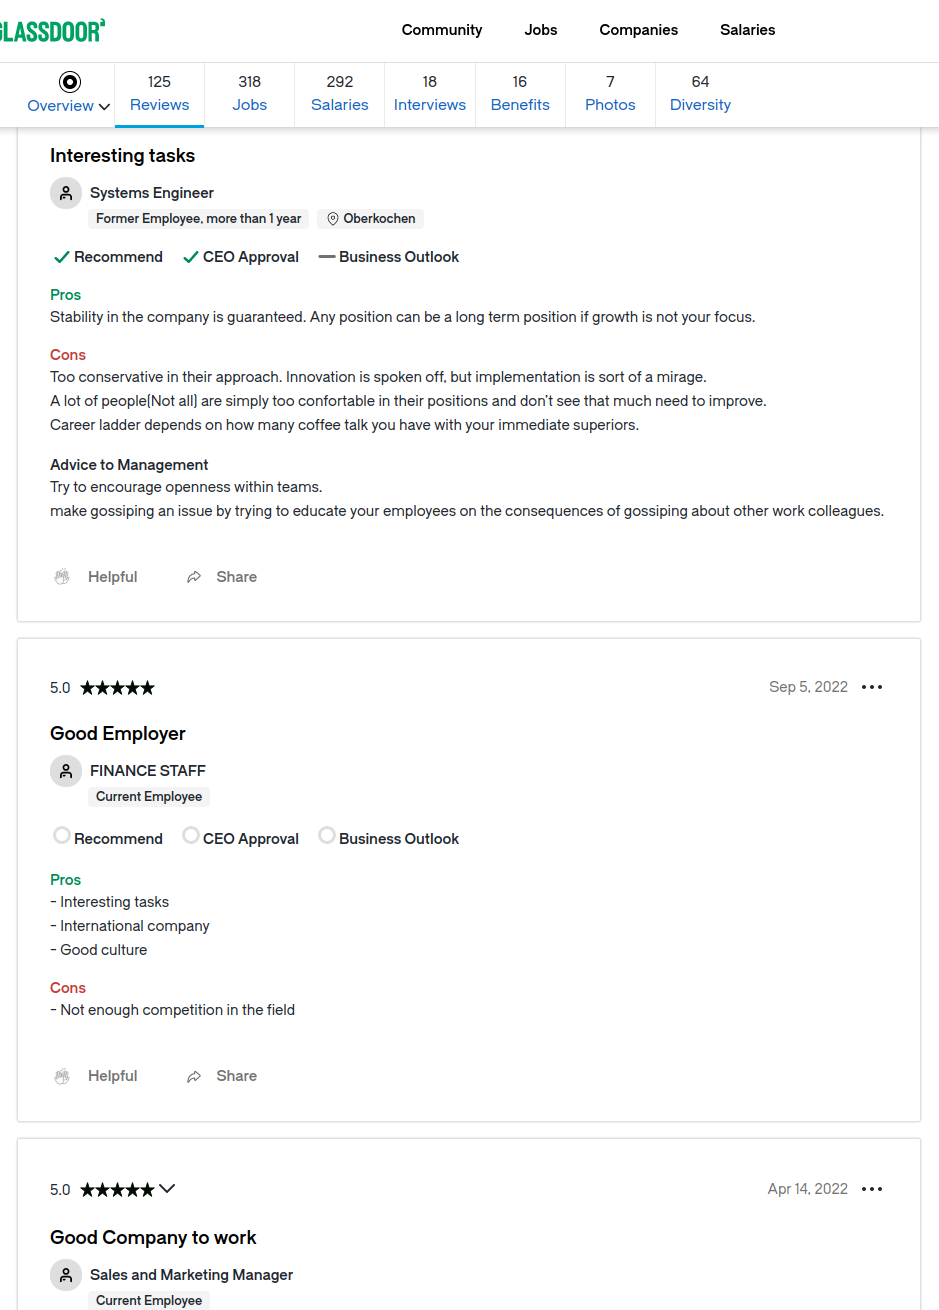 GLASSDOOR
Community Jobs Companies Salaries
125 318 292 18 16 7 64
Overview Reviews Jobs Salaries Interviews Benefits Photos Diversity
Interesting tasks
Systems Engineer
Former Employee, more than 1 year Oberkochen
Recommend CEO Approval Business Outlook
Pros
Stability in the company is guaranteed. Any position can be a long term position if growth is not your focus.
Cons
Too conservative in their approach. Innovation is spoken off, but implementation is sort of a mirage.
A lot of people(Not all) are simply too confortable in their positions and don't see that much need to improve.
Career ladder depends on how many coffee talk you have with your immediate superiors.
Advice to Management
Try to encourage openness within teams.
make gossiping an issue by trying to educate your employees on the consequences of gossiping about other work colleagues.
Helpful Share
5.0 Sep 5, 2022
Good Employer
FINANCE STAFF
Current Employee
Recommend CEO Approval Business Outlook
Pros
- Interesting tasks
- International company
- Good culture
Cons
- Not enough competition in the field
Helpful Share
5.0 Apr 14, 2022
Good Company to work
Sales and Marketing Manager
Current Employee